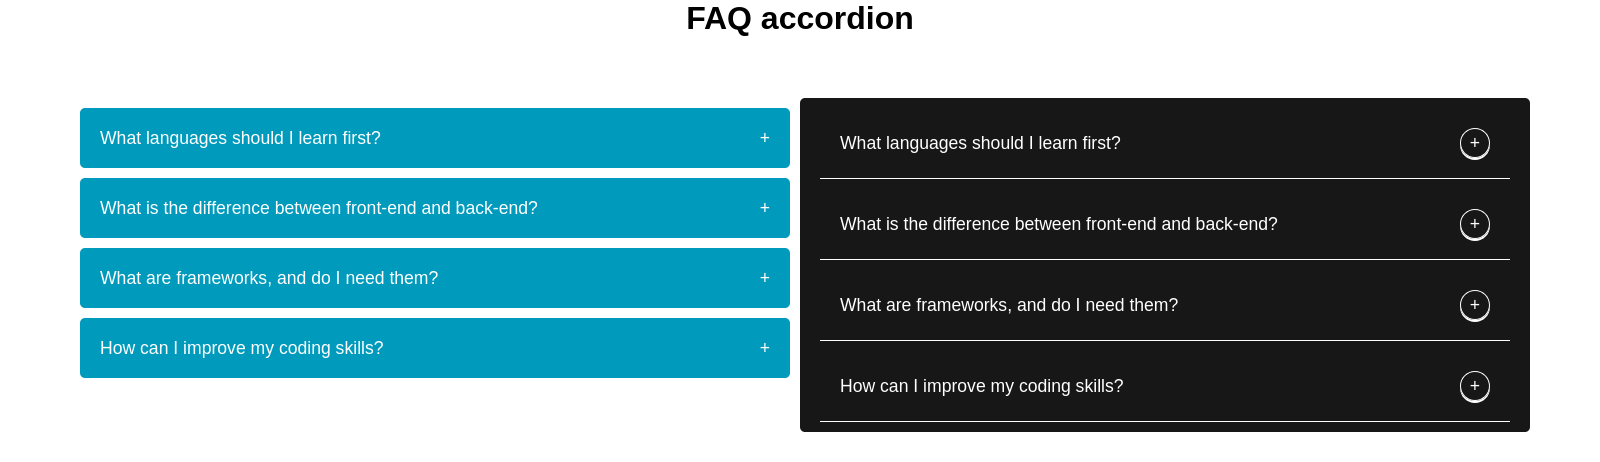 FAQ accordion
What languages should I learn first? +
What is the difference between front-end and back-end? +
What are frameworks, and do I need them? +
How can I improve my coding skills? +
What languages should I learn first? +
What is the difference between front-end and back-end? +
What are frameworks, and do I need them? +
How can I improve my coding skills? +